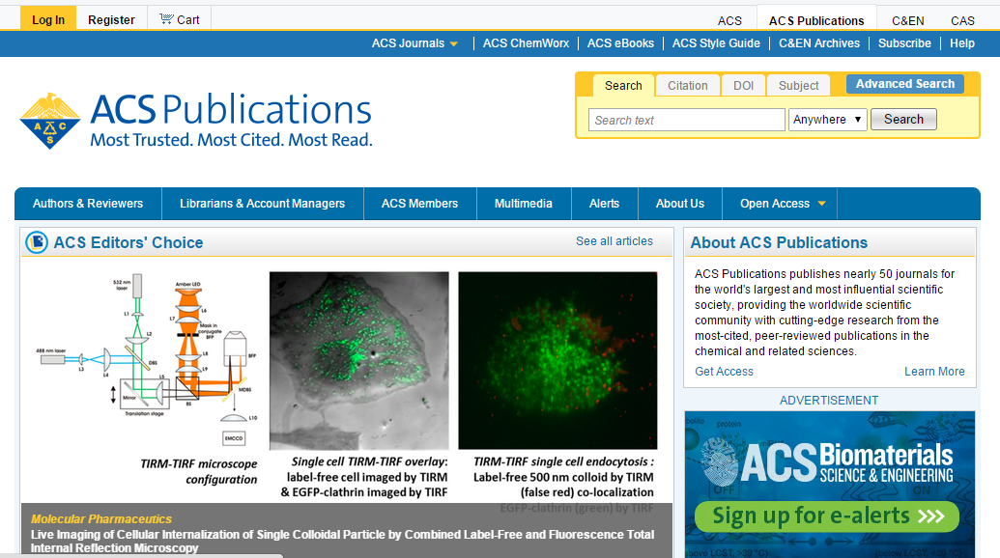 Log In
Register
Cart
ACS
ACS Publications
C&EN
CAS
ACS Journals
ACS ChemWorx
ACS eBooks
ACS Style Guide
C&EN Archives
Subscribe
Help
A C S
S
ACS Publications
Most Trusted. Most Cited. Most Read.
Search
Citation
DOI
Subject
Advanced Search
Search text
Anywhere
Search
Authors & Reviewers
Librarians & Account Managers
ACS Members
Multimedia
Alerts
About Us
Open Access
ACS Editors' Choice
See all articles
532 nm
laser
Amber LED
L1
L6
L7
Mask in
conjugate
BFP
L2
488 nm laser
L3
L4
DBS
L8
L9
BFP
L5
Mirror
BS
MDBS
Translation stage
L10
EMCCD
TIRM-TIRF microscope
configuration
Single cell TIRM-TIRF overlay:
label-free cell imaged by TIRM
& EGFP-clathrin imaged by TIRF
TIRM-TIRF single cell endocytosis :
Label-free 500 nm colloid by TIRM
(false red) co-localization
EGFP-clathrin (green) by TIRF
Molecular Pharmaceutics
Live Imaging of Cellular Internalization of Single Colloidal Particle by Combined Label-Free and Fluorescence Total
Internal Reflection Microscopy
About ACS Publications
ACS Publications publishes nearly 50 journals for
the world's largest and most influential scientific
society, providing the worldwide scientific
community with cutting-edge research from the
most-cited, peer-reviewed publications in the
chemical and related sciences.
Get Access
Learn More
ADVERTISEMENT
protein
ACS Biomaterials
SCIENCE & ENGINEERING
OFF
ON
Sign up for e-alerts